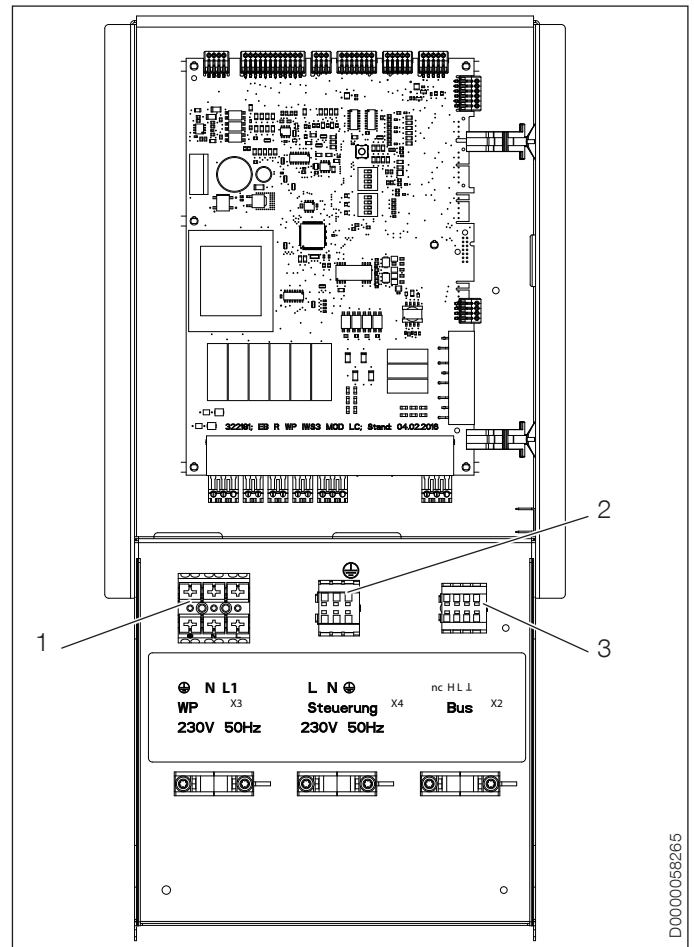 322191; EB R WP IWS3 MOD LC; Stand: 04.02.2016
1
2
3
⏚ N L1
WP X3
230V 50Hz
L N ⏚
Steuerung X4
230V 50Hz
nc H L ⊥
Bus X2
D0000058265